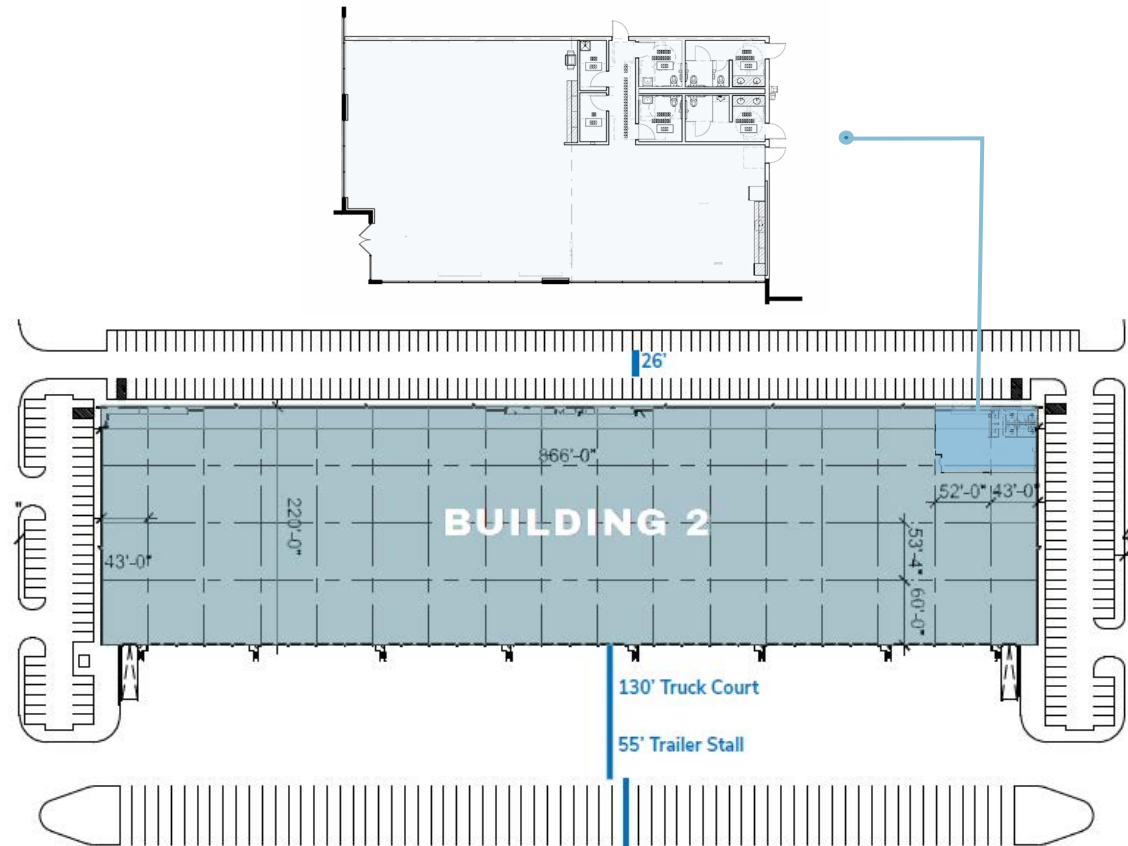 26’
866'-0"
52'-0"
43'-0"
220'-0"
BUILDING 2
53'-4"
43'-0"
60'-0"
130’ Truck Court
55’ Trailer Stall